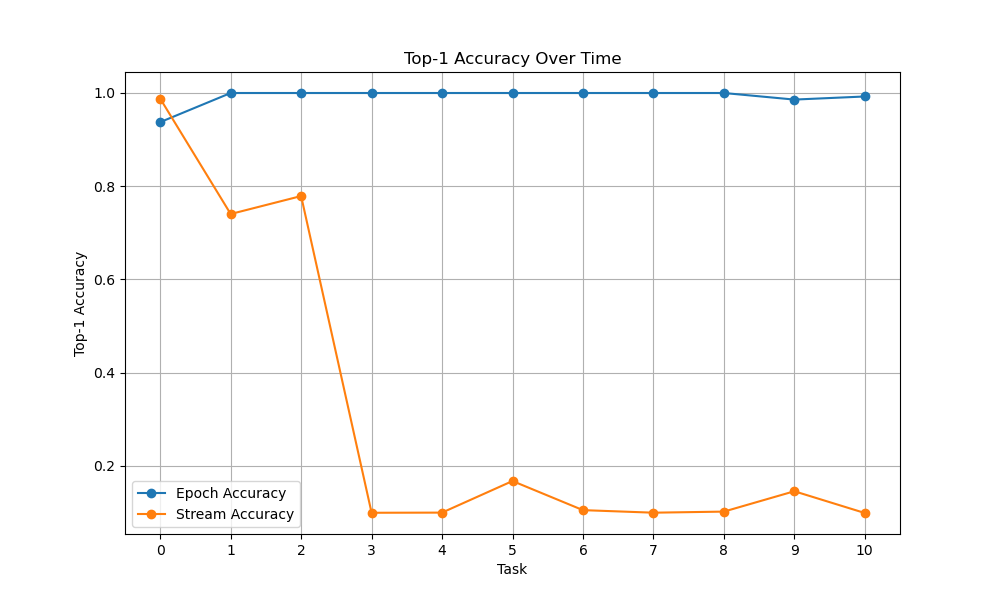 Top-1 Accuracy Over Time
1.0
0.8
0.6
0.4
0.2
Top-1 Accuracy
Epoch Accuracy
Stream Accuracy
0 1 2 3 4 5 6 7 8 9 10
Task